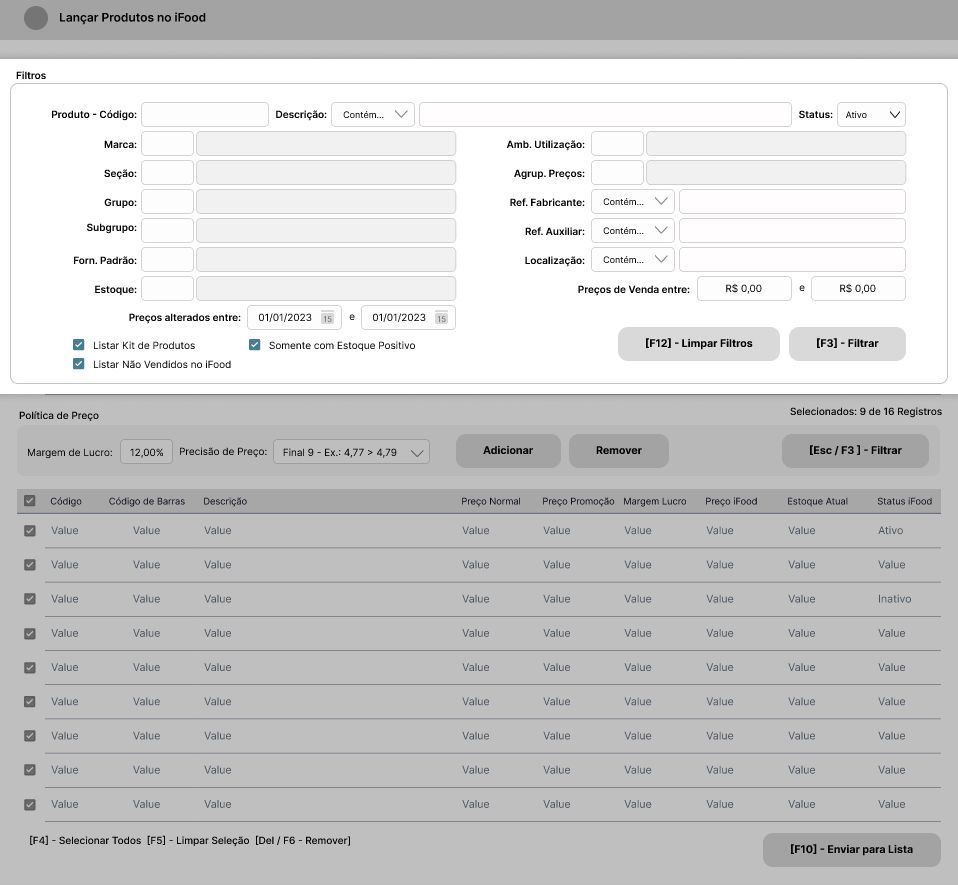 Lançar Produtos no iFood
Filtros
Produto - Código: Descrição: Contém... Status: Ativo
Marca: Amb. Utilização:
Seção: Agrup. Preços:
Grupo: Ref. Fabricante: Contém...
Subgrupo: Ref. Auxiliar: Contém...
Forn. Padrão: Localização: Contém...
Estoque: Preços de Venda entre: R$ 0,00 e R$ 0,00
Preços alterados entre: 01/01/2023 15 e 01/01/2023 15
Listar Kit de Produtos Somente com Estoque Positivo [F12] - Limpar Filtros [F3] - Filtrar
Listar Não Vendidos no iFood
Política de Preço Selecionados: 9 de 16 Registros
Margem de Lucro: 12,00% Precisão de Preço: Final 9 - Ex.: 4,77 > 4,79 Adicionar Remover [Esc / F3 ] - Filtrar
Código Código de Barras Descrição Preço Normal Preço Promoção Margem Lucro Preço iFood Estoque Atual Status iFood
Value Value Value Value Value Value Value Value Ativo
Value Value Value Value Value Value Value Value Value
Value Value Value Value Value Value Value Value Inativo
Value Value Value Value Value Value Value Value Value
Value Value Value Value Value Value Value Value Value
Value Value Value Value Value Value Value Value Value
Value Value Value Value Value Value Value Value Value
Value Value Value Value Value Value Value Value Value
Value Value Value Value Value Value Value Value Value
[F4] - Selecionar Todos [F5] - Limpar Seleção [Del / F6 - Remover]
[F10] - Enviar para Lista